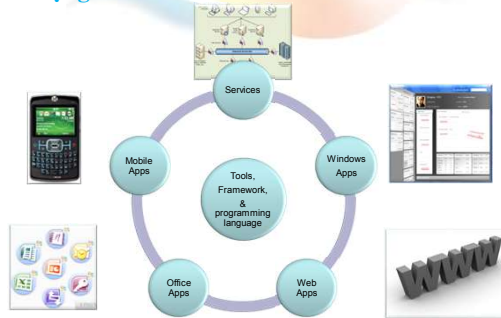 Services
Mobile
Apps
Windows
Apps
Tools,
Framework,
&
programming
language
Office
Apps
Web
Apps
WWW